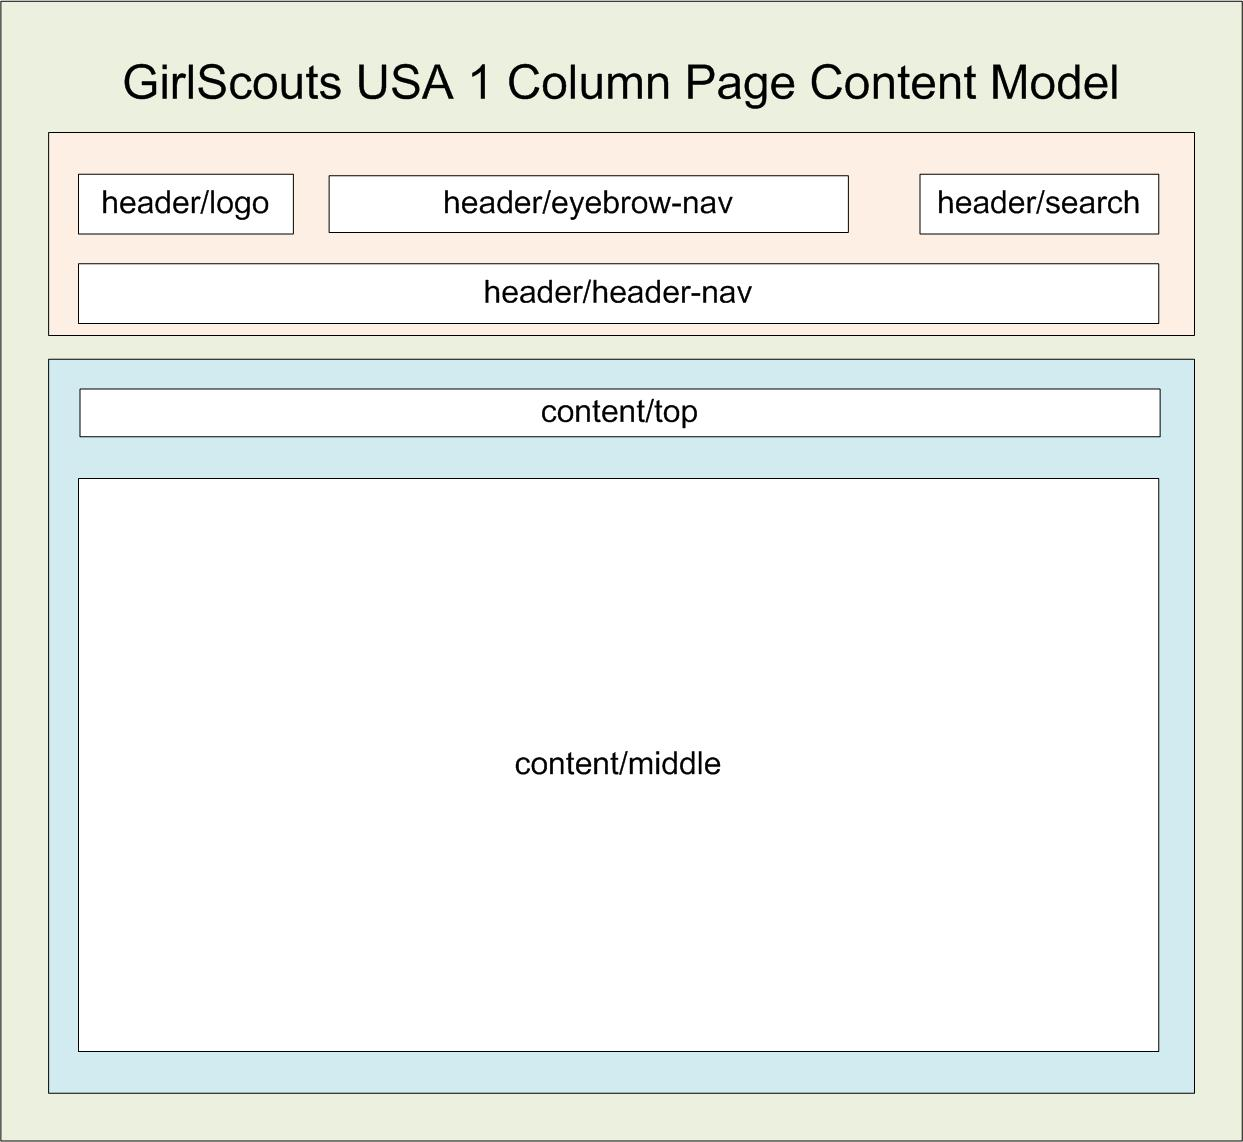 GirlScouts USA 1 Column Page Content Model
header/logo
header/eyebrow-nav
header/search
header/header-nav
content/top
content/middle